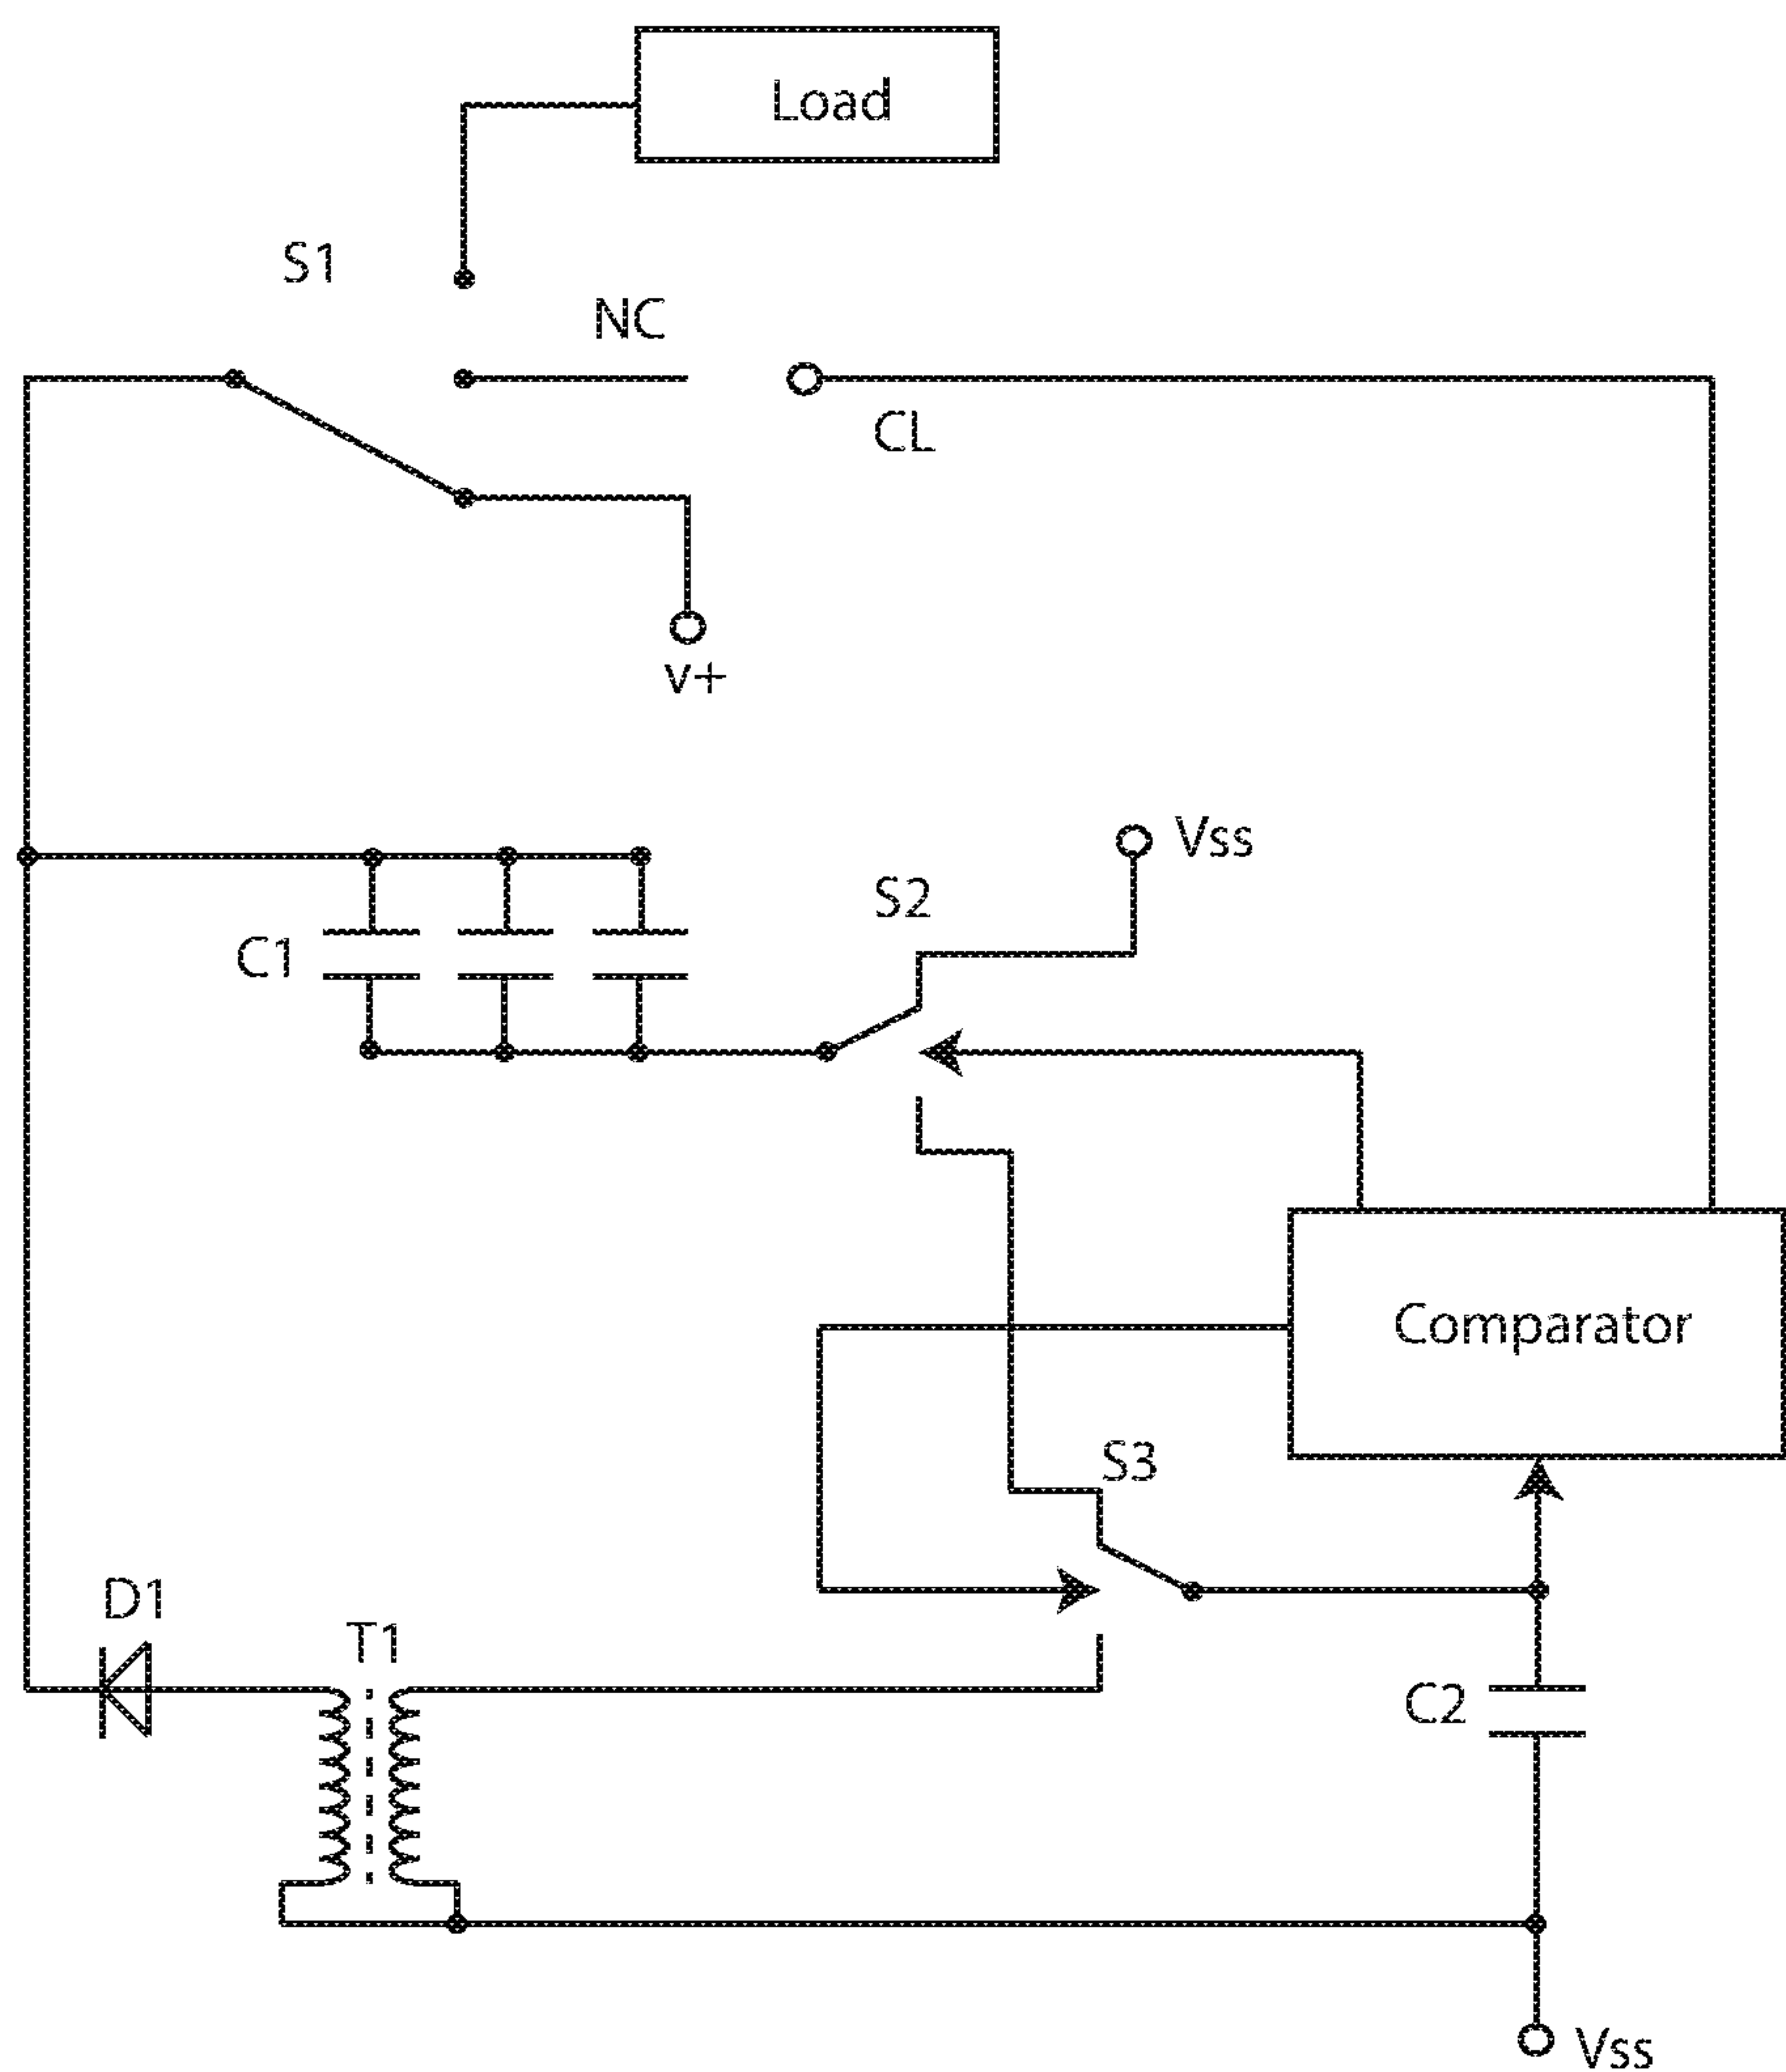 Load
S1
NC
CL
v+
Vss
S2
C1
Comparator
S3
D1
T1
C2
Vss